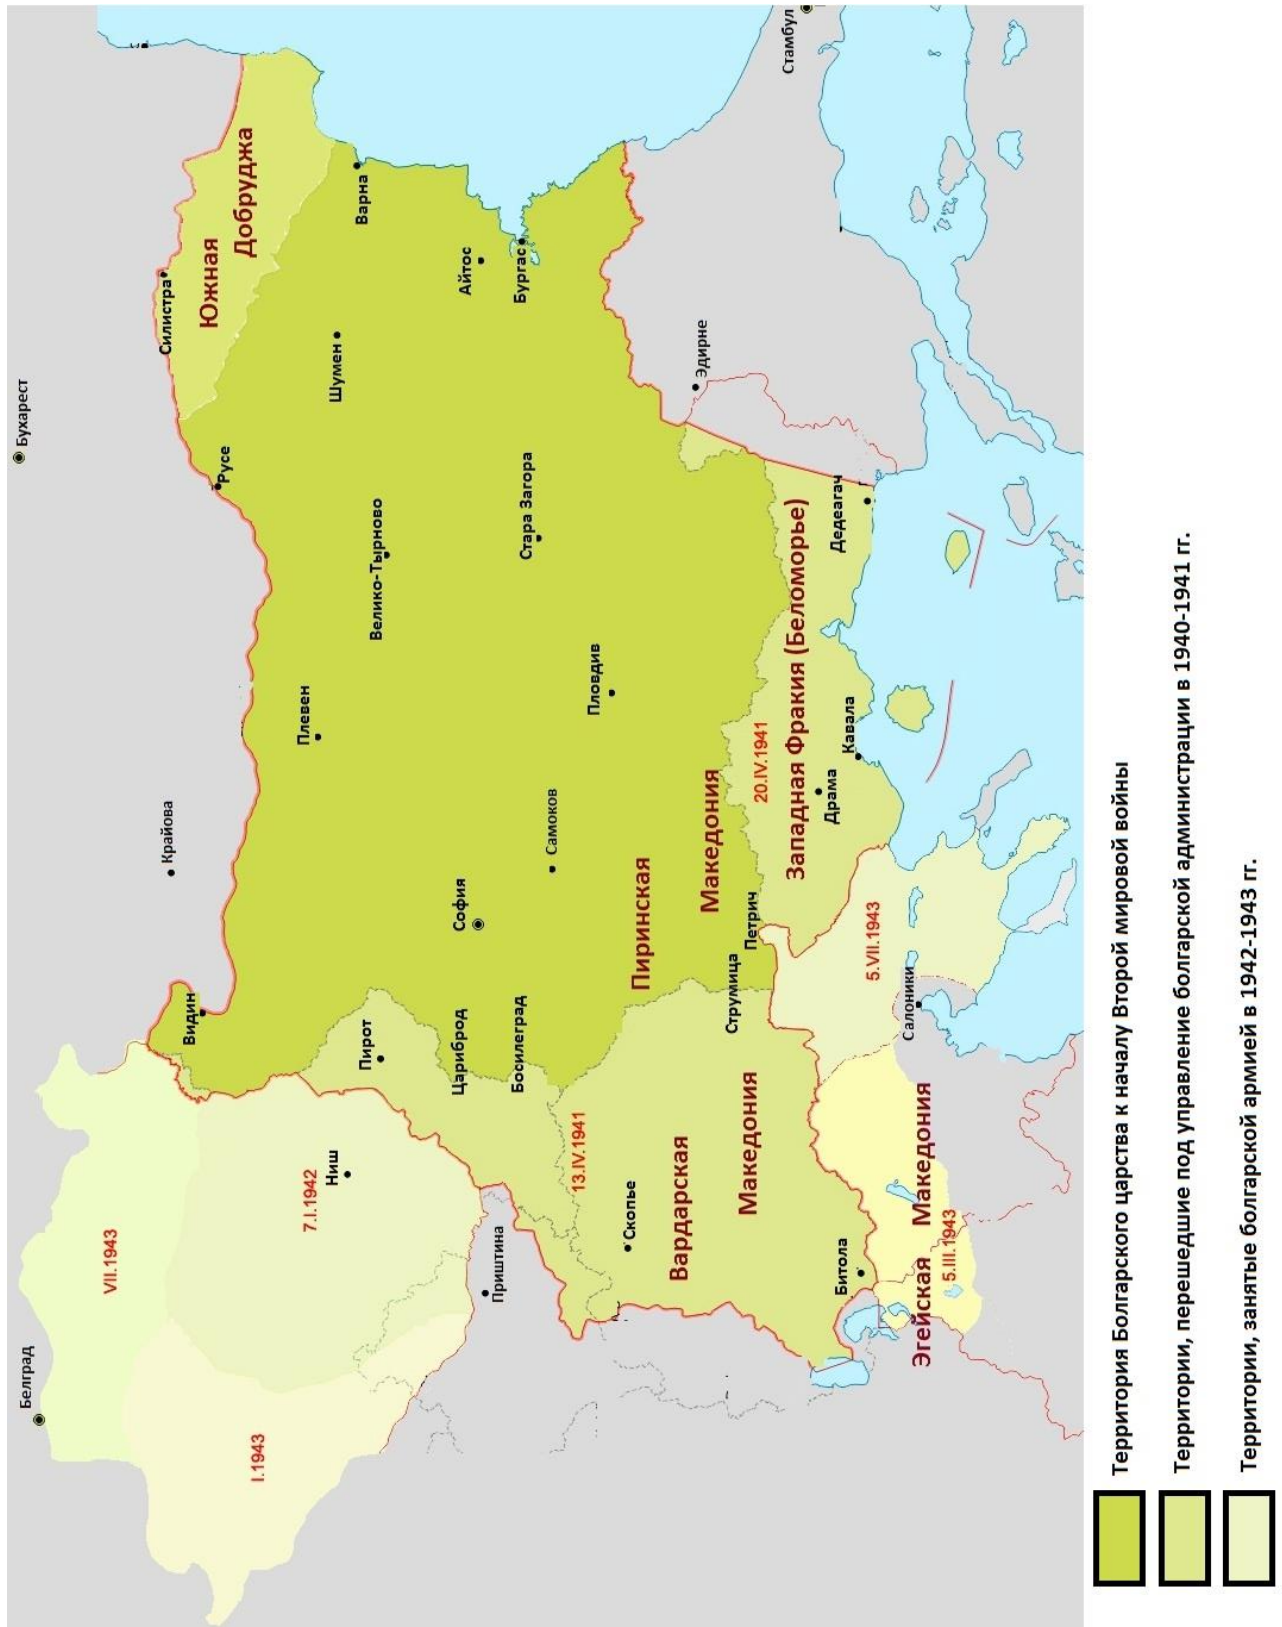 Белград
Бухарест
Крайова
Стамбул
VII.1943
I.1943
7.I.1942
Ниш
Приштина
Видин
Пирот
Цариброд
Босилеград
София
Самоков
Плевен
Велико-Тырново
Русе
Силистра
Южная
Добруджа
Варна
Шумен
Айтос
Бургас
Стара Загора
Пловдив
Эдирне
13.IV.1941
Скопье
Вардарская
Македония
Битола
Струмица
Петрич
Пиринская
Македония
20.IV.1941
Западная Фракия (Беломорье)
Драма
Кавала
Дедеагач
5.VII.1943
Салоники
Эгейская Македония
5.III.1943
Территория Болгарского царства к началу Второй мировой войны
Территории, перешедшие под управление болгарской администрации в 1940-1941 гг.
Территории, занятые болгарской армией в 1942-1943 гг.